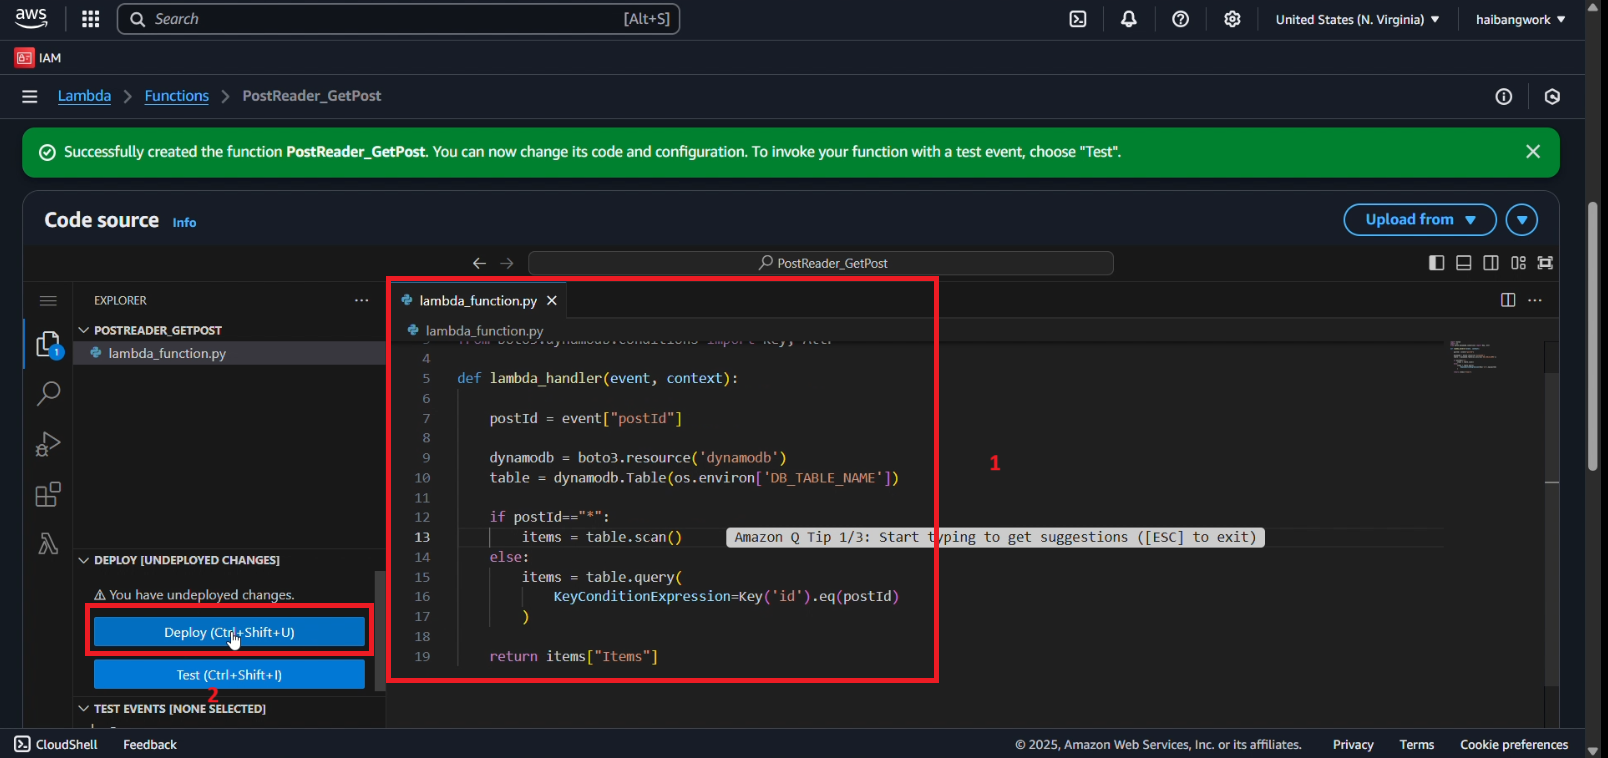 aws
Search [Alt+S]
United States (N. Virginia)
haibangwork
IAM
Lambda
Functions
PostReader_GetPost
Successfully created the function PostReader_GetPost. You can now change its code and configuration. To invoke your function with a test event, choose "Test".
Code source Info
Upload from
PostReader_GetPost
EXPLORER
lambda_function.py
POSTREADER_GETPOST
lambda_function.py
1
lambda_function.py
4
5 def lambda_handler(event, context):
6
7 postId = event["postId"]
8
9 dynamodb = boto3.resource('dynamodb')
10 table = dynamodb.Table(os.environ['DB_TABLE_NAME'])
1
11
12 if postId=="*":
13 items = table.scan() Amazon Q Tip 1/3: Start typing to get suggestions ([ESC] to exit)
14 else:
15 items = table.query(
16 KeyConditionExpression=Key('id').eq(postId)
17 )
18
19 return items["Items"]
DEPLOY [UNDEPLOYED CHANGES]
You have undeployed changes.
Deploy (Ctrl+Shift+U)
Test (Ctrl+Shift+I)
2
TEST EVENTS [NONE SELECTED]
CloudShell
Feedback
© 2025, Amazon Web Services, Inc. or its affiliates.
Privacy
Terms
Cookie preferences